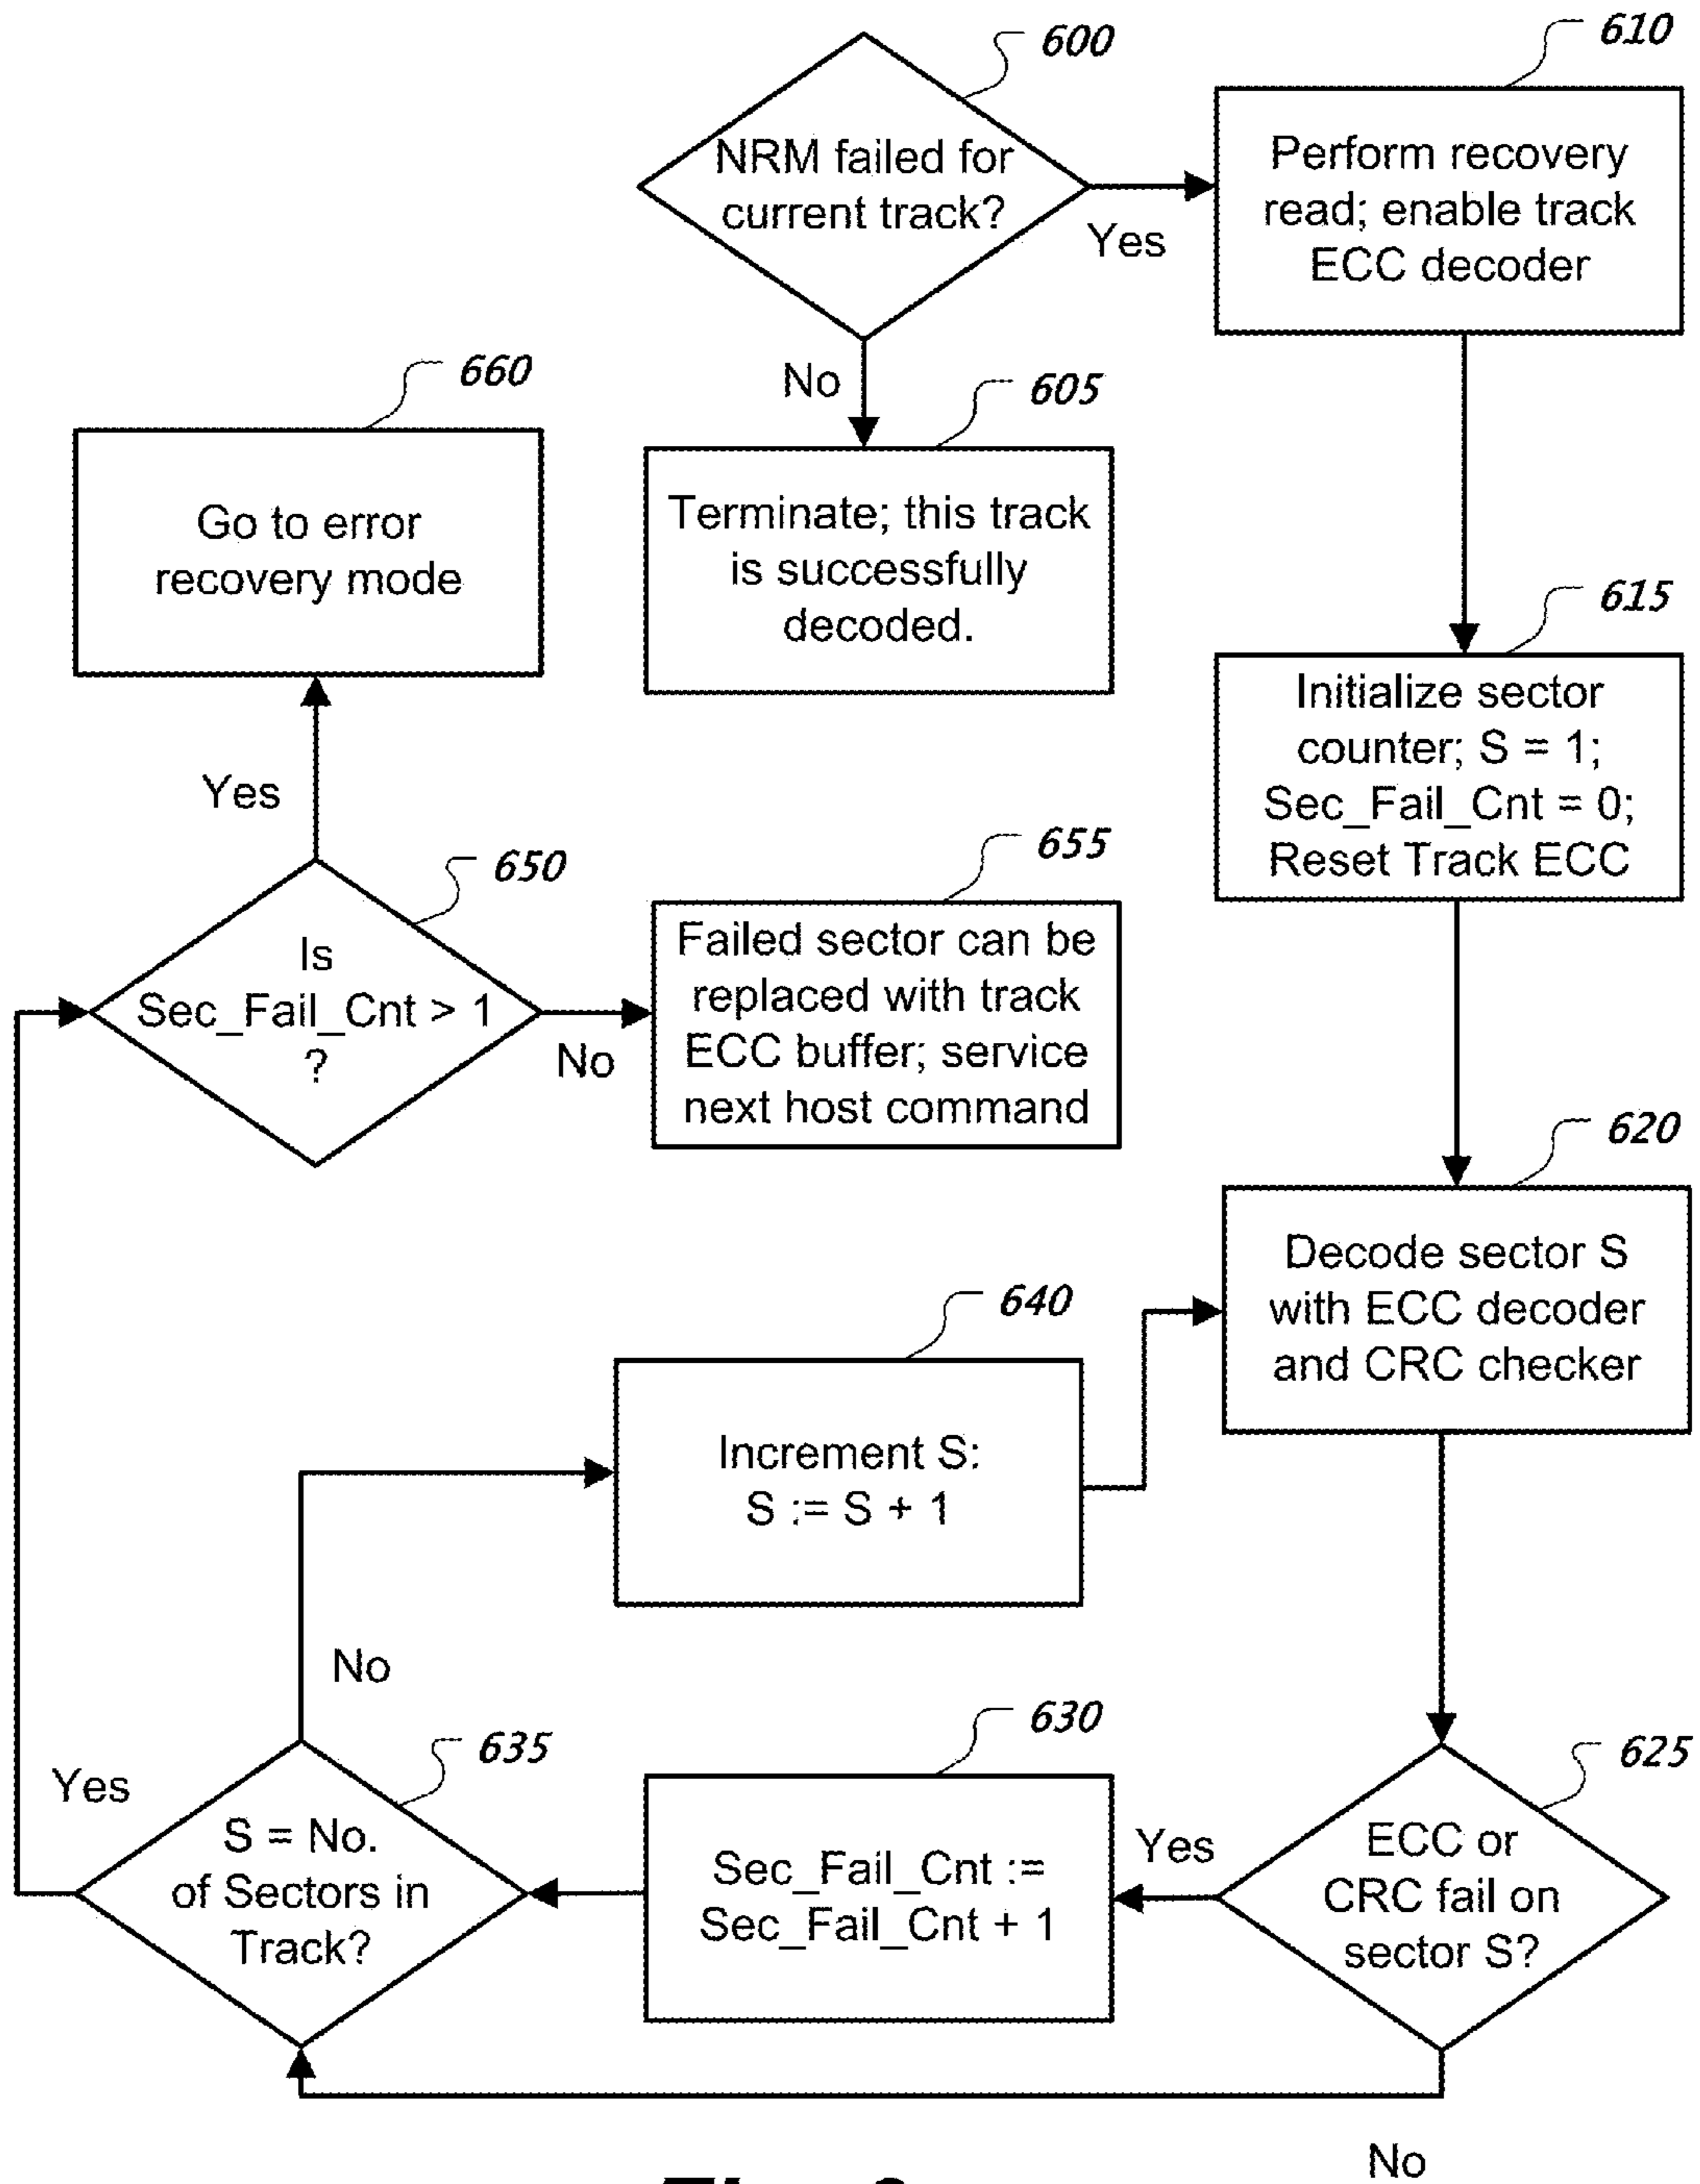 600
NRM failed for
current track?
Yes
No
610
Perform recovery
read; enable track
ECC decoder
605
Terminate; this track
is successfully
decoded.
660
Go to error
recovery mode
615
Initialize sector
counter; S = 1;
Sec_Fail_Cnt = 0;
Reset Track ECC
Yes
650
Is
Sec_Fail_Cnt > 1
?
No
655
Failed sector can be
replaced with track
ECC buffer; service
next host command
620
Decode sector S
with ECC decoder
and CRC checker
640
Increment S:
S := S + 1
No
635
S = No.
of Sectors in
Track?
Yes
630
Sec_Fail_Cnt :=
Sec_Fail_Cnt + 1
Yes
625
ECC or
CRC fail on
sector S?
No